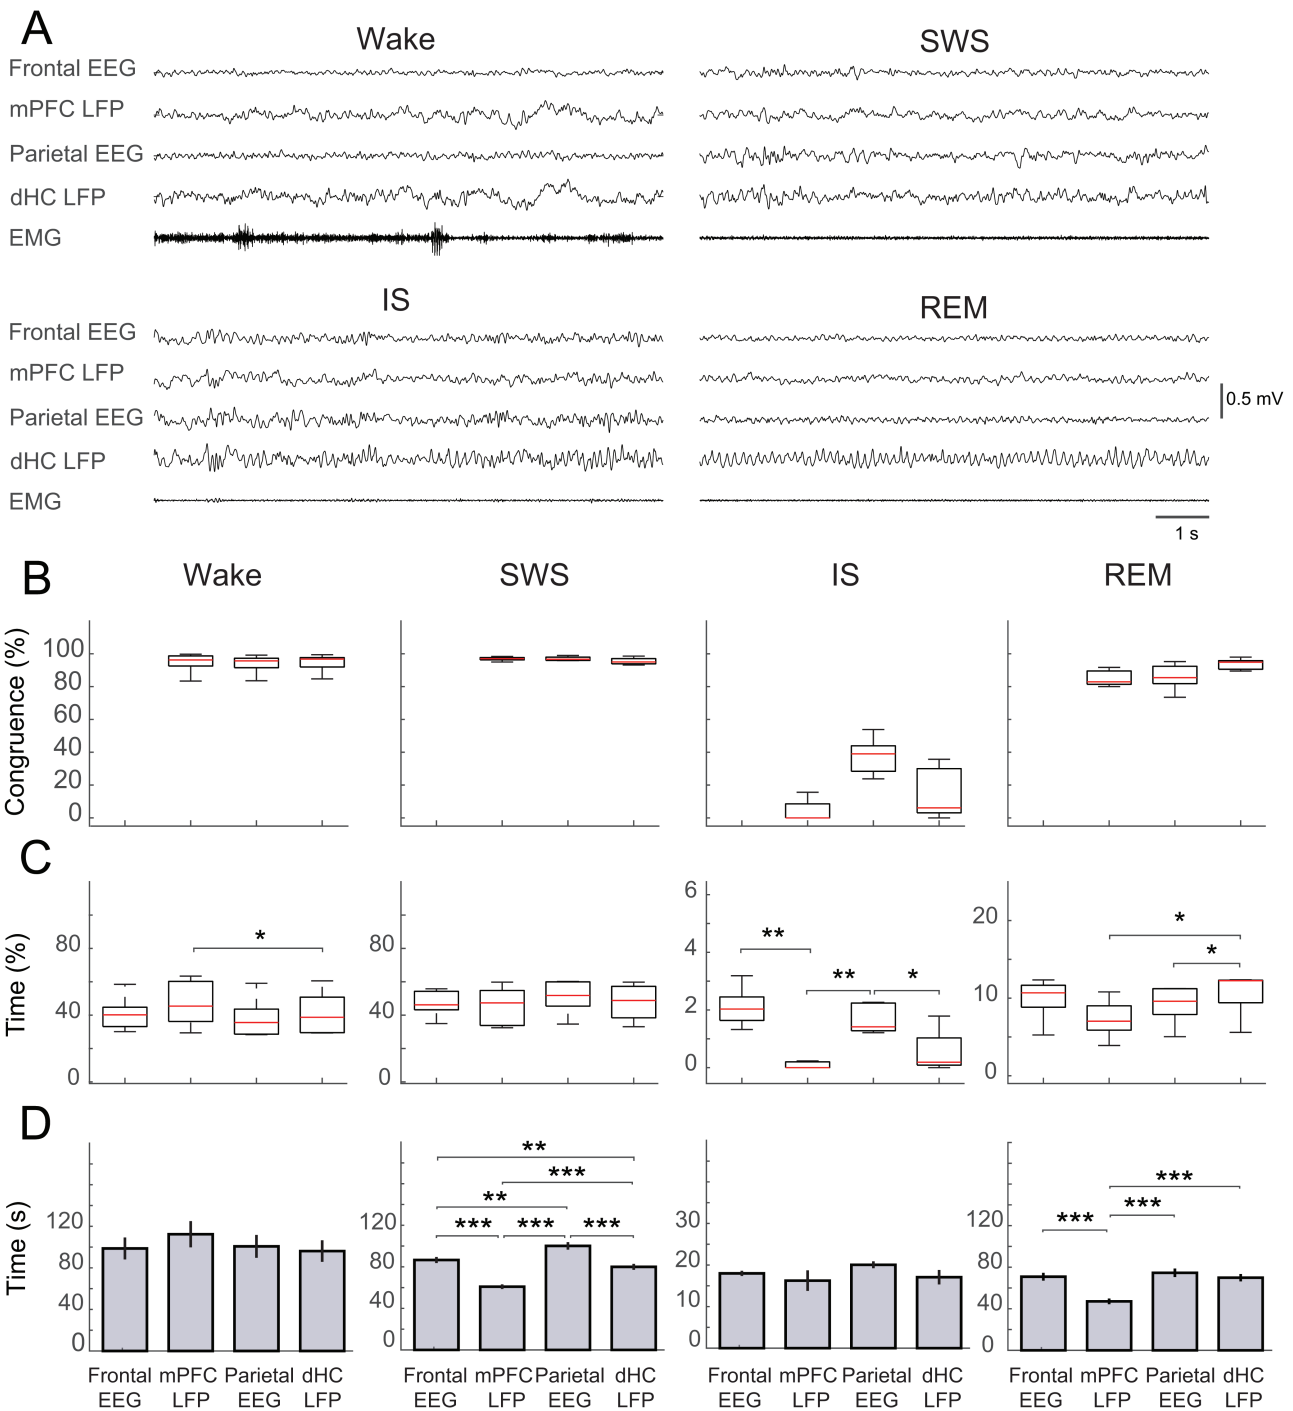 A
Wake
SWS
Frontal EEG
mPFC LFP
Parietal EEG
dHC LFP
EMG
IS
REM
Frontal EEG
mPFC LFP
Parietal EEG
dHC LFP
EMG
0.5 mV
1 s
B
Wake
SWS
IS
REM
Congruence (%)
100
80
60
40
20
0
C
Time (%)
80
40
0
*
80
40
0
6
4
2
0
**
**
*
20
10
0
*
*
D
Time (s)
120
80
40
0
120
80
40
0
**
***
**
***
***
***
30
20
10
0
120
80
40
0
***
***
***
Frontal EEG
mPFC LFP
Parietal EEG
dHC LFP
Frontal EEG
mPFC LFP
Parietal EEG
dHC LFP
Frontal EEG
mPFC LFP
Parietal EEG
dHC LFP
Frontal EEG
mPFC LFP
Parietal EEG
dHC LFP